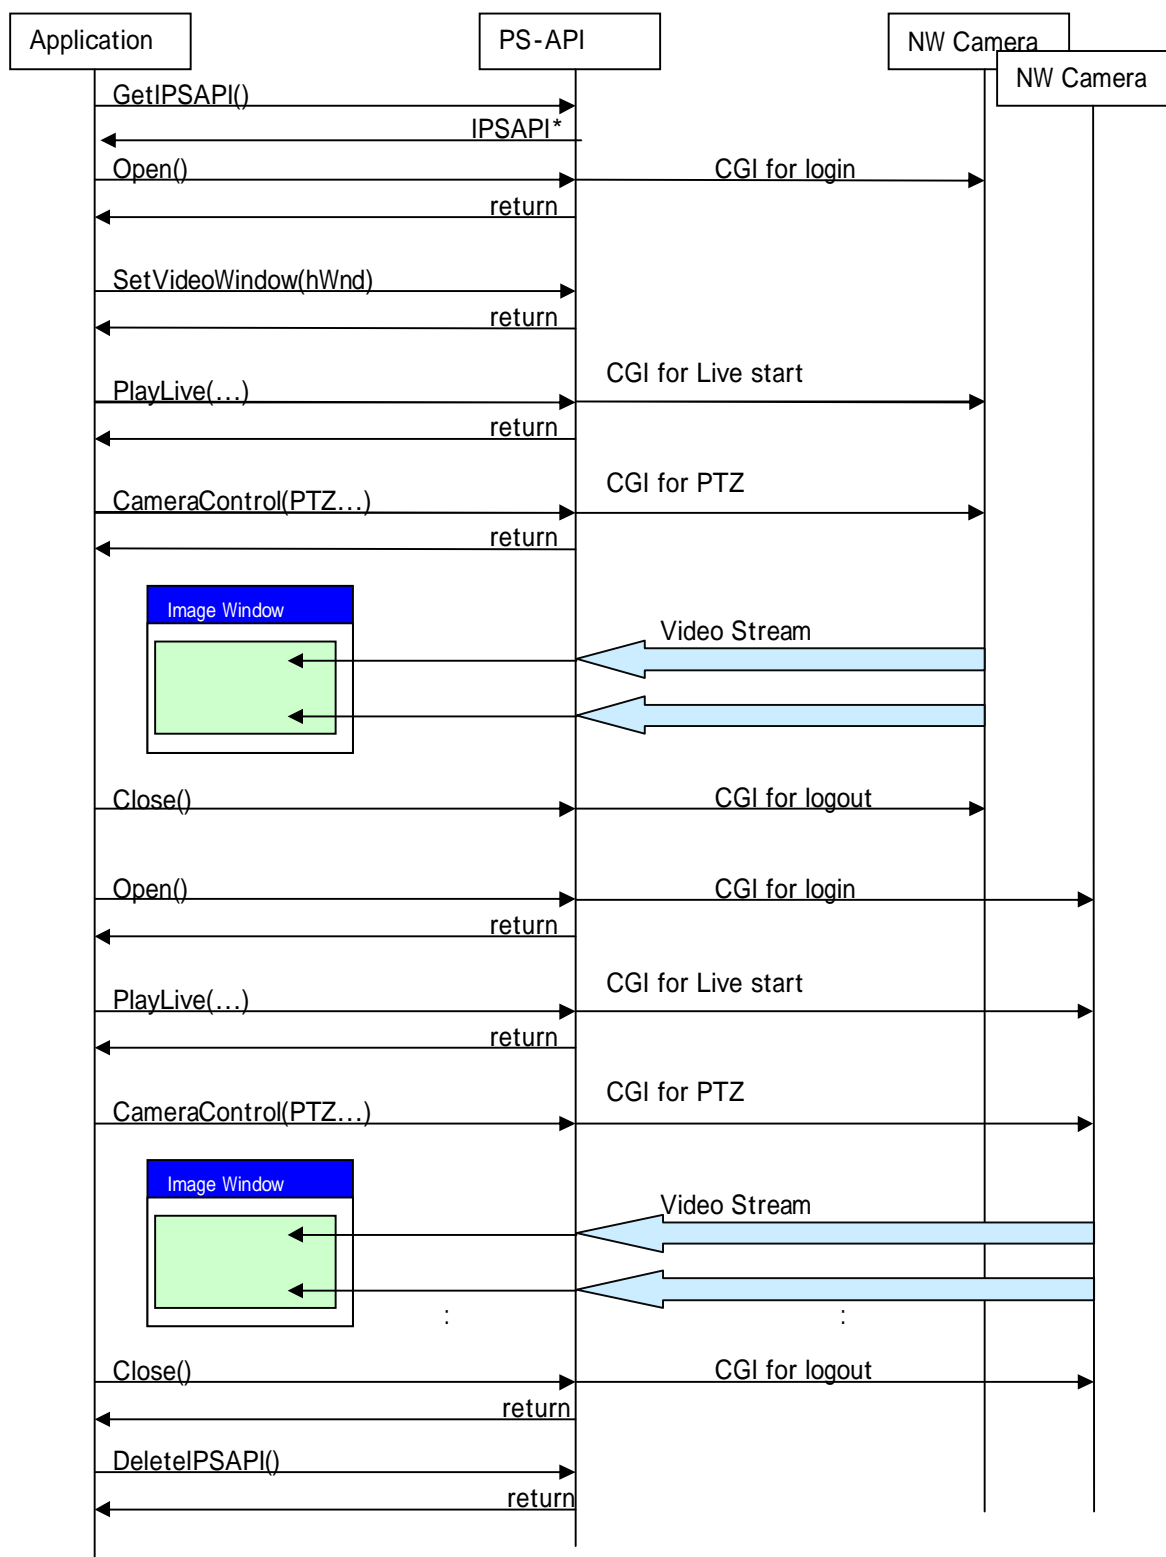 Application
PS-API
NW Camera
NW Camera
GetIPSAPI()
IPSAPI*
Open()
CGI for login
return
SetVideoWindow(hWnd)
return
CGI for Live start
PlayLive(...)
return
CGI for PTZ
CameraControl(PTZ...)
return
Image Window
Video Stream
Close()
CGI for logout
Open()
CGI for login
return
CGI for Live start
PlayLive(...)
return
CGI for PTZ
CameraControl(PTZ...)
Image Window
Video Stream
:
:
Close()
CGI for logout
return
DeleteIPSAPI()
return